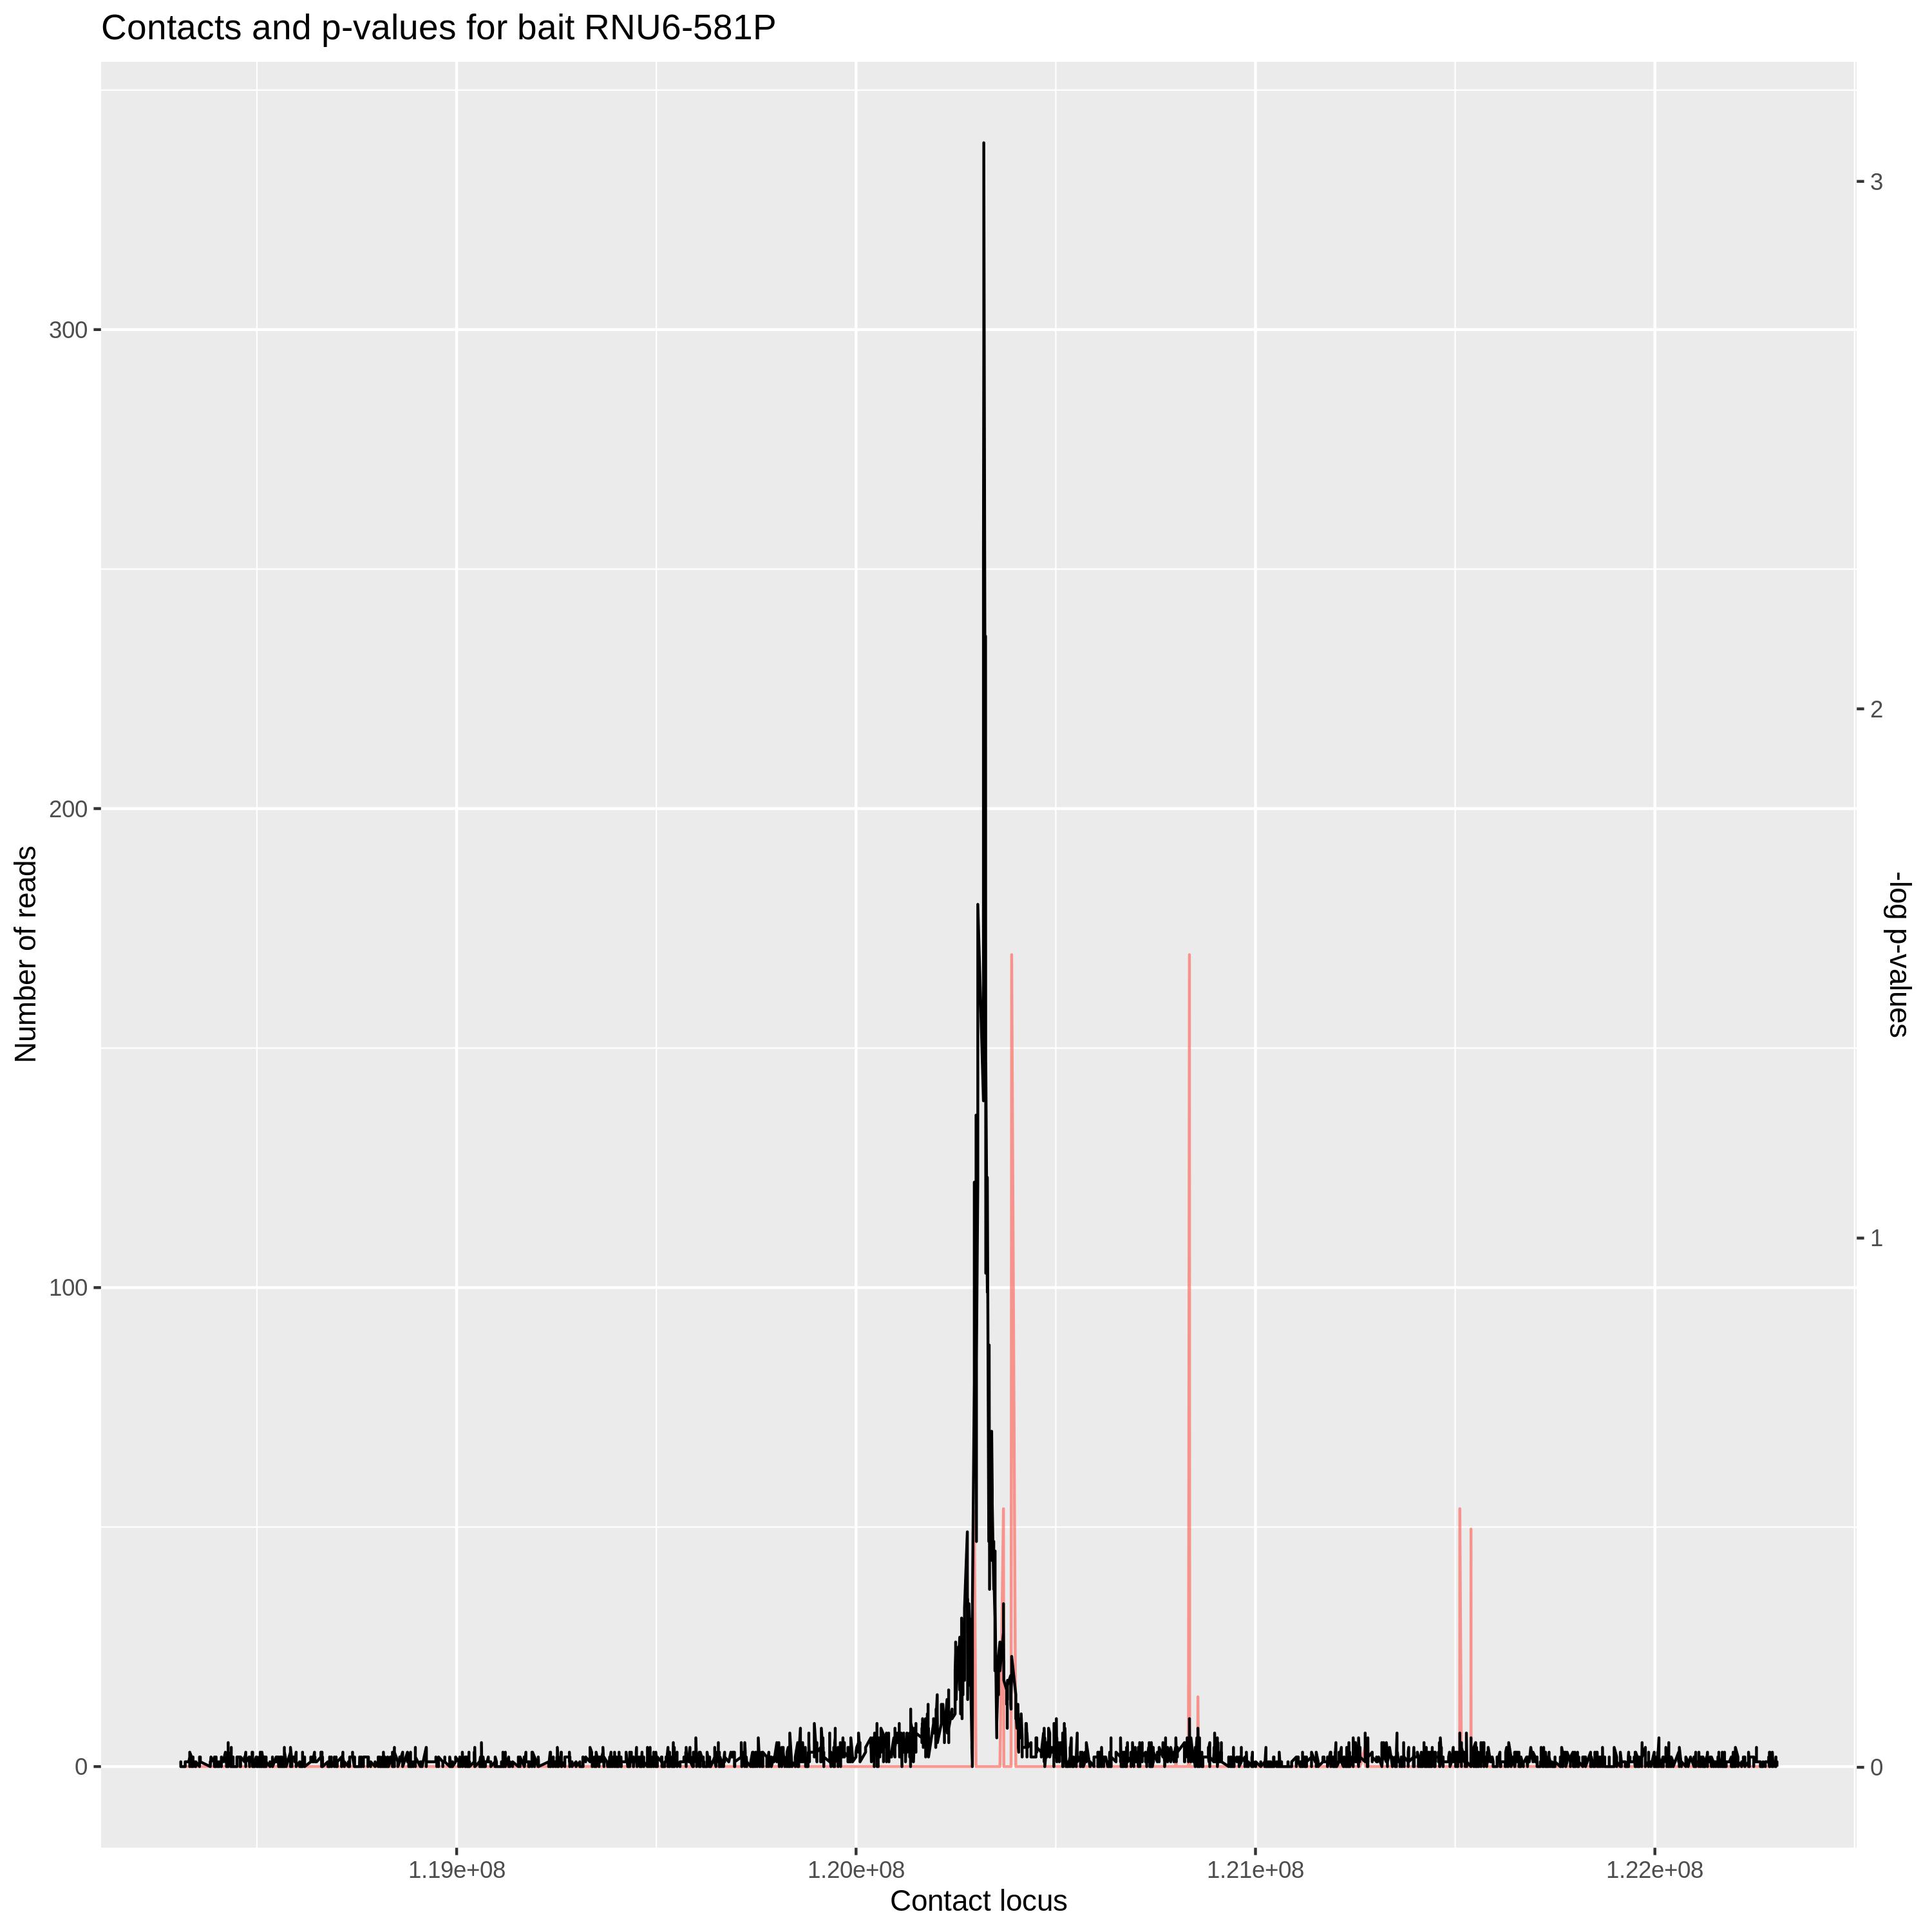 Contacts and p-values for bait RNU6-581P
Number of reads
300
200
100
0
3
2
1
0
-log p-values
1.19e+08
1.20e+08
1.21e+08
1.22e+08
Contact locus